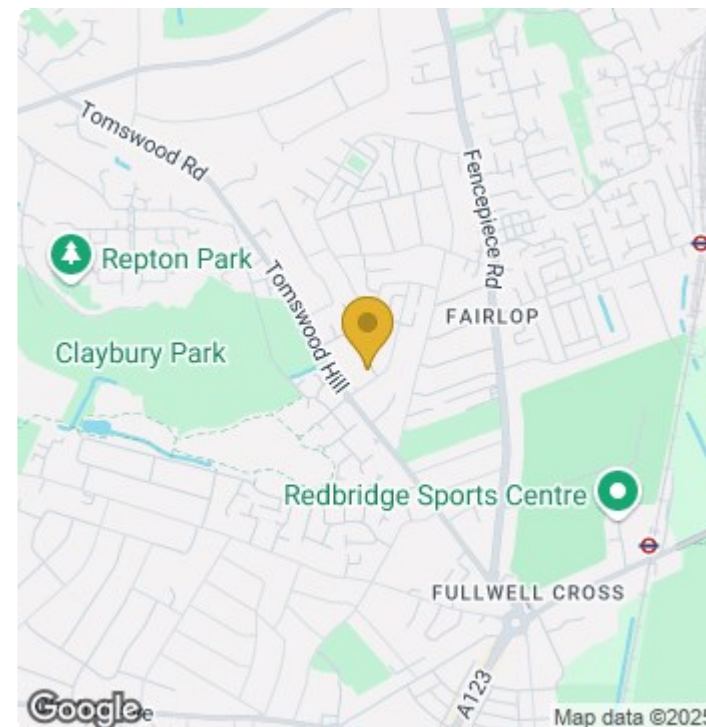 Tomswood Rd
Fencepiece Rd
Repton Park
Tomswood Hill
FAIRLOP
Claybury Park
Redbridge Sports Centre
FULLWELL CROSS
A123
Google
e
Map data ©2025